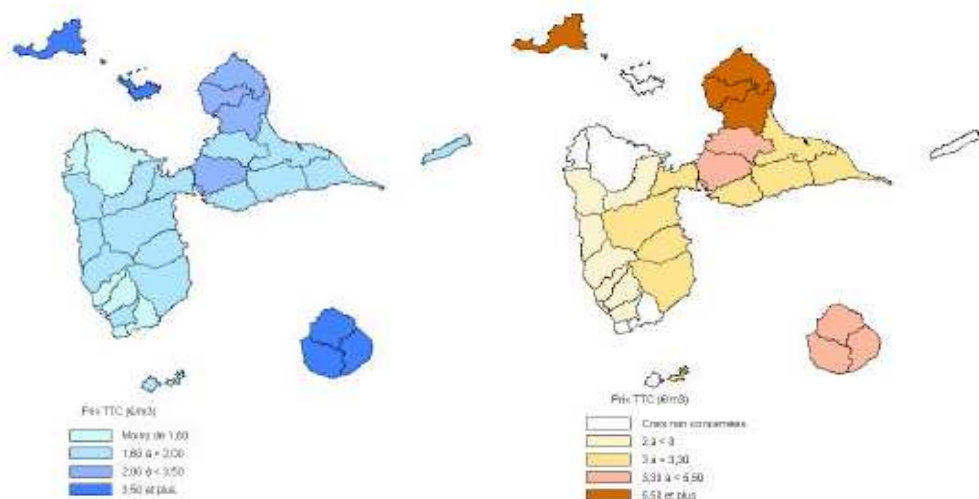 Prix TTC (€/m3)
Moins de 1,60
1,60 à < 2,00
2,00 à < 3,50
3,50 et plus
Prix TTC (€/m3)
Cnes non concernées
2 à < 3
3 à < 3,30
3,30 à < 5,50
5,50 et plus